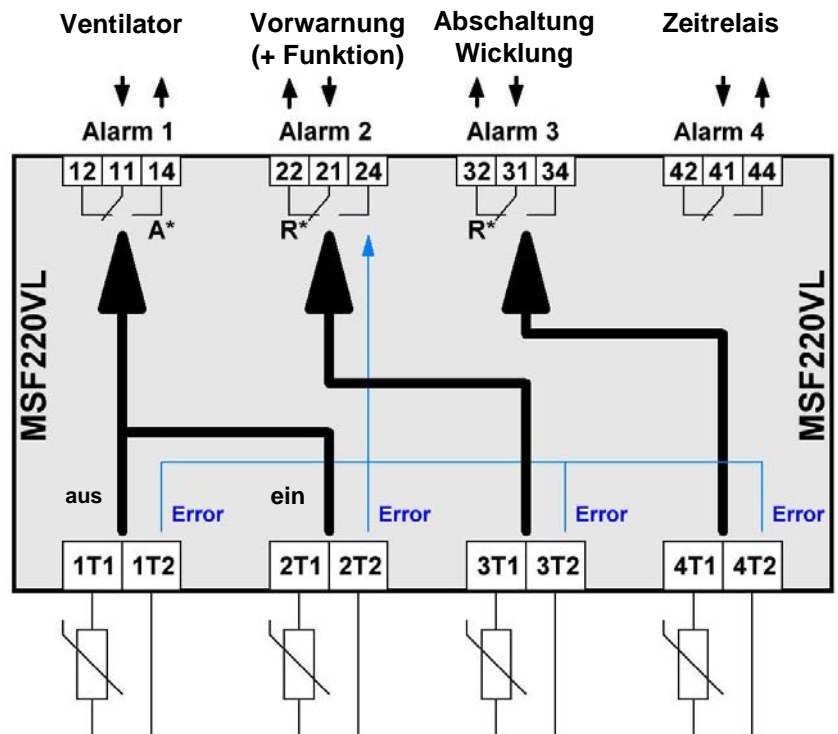 Ventilator Vorwarnung Abschaltung Zeitrelais
(+ Funktion) Wicklung
Alarm 1 Alarm 2 Alarm 3 Alarm 4
12 11 14 22 21 24 32 31 34 42 41 44
A* R* R*
MSF220VL MSF220VL
aus ein
Error Error Error Error
1T1 1T2 2T1 2T2 3T1 3T2 4T1 4T2